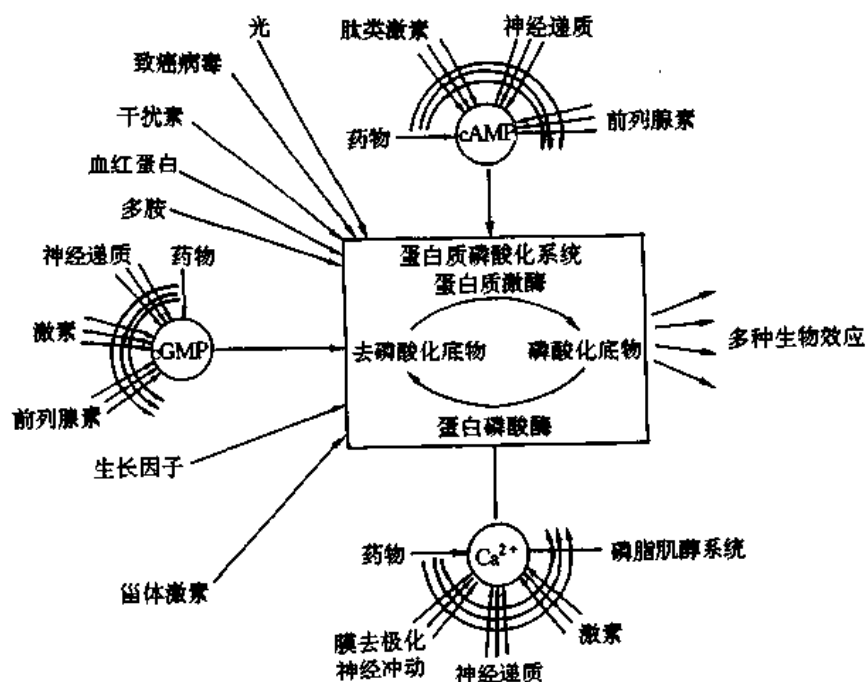 光
肽类激素
神经递质
致癌病毒
干扰素
药物
cAMP
前列腺素
血红蛋白
多胺
神经递质
药物
蛋白质磷酸化系统
蛋白质激酶
激素
cGMP
去磷酸化底物
磷酸化底物
多种生物效应
前列腺素
蛋白磷酸酶
生长因子
药物
Ca²⁺
磷脂肌醇系统
甾体激素
膜去极化
神经冲动
神经递质
激素